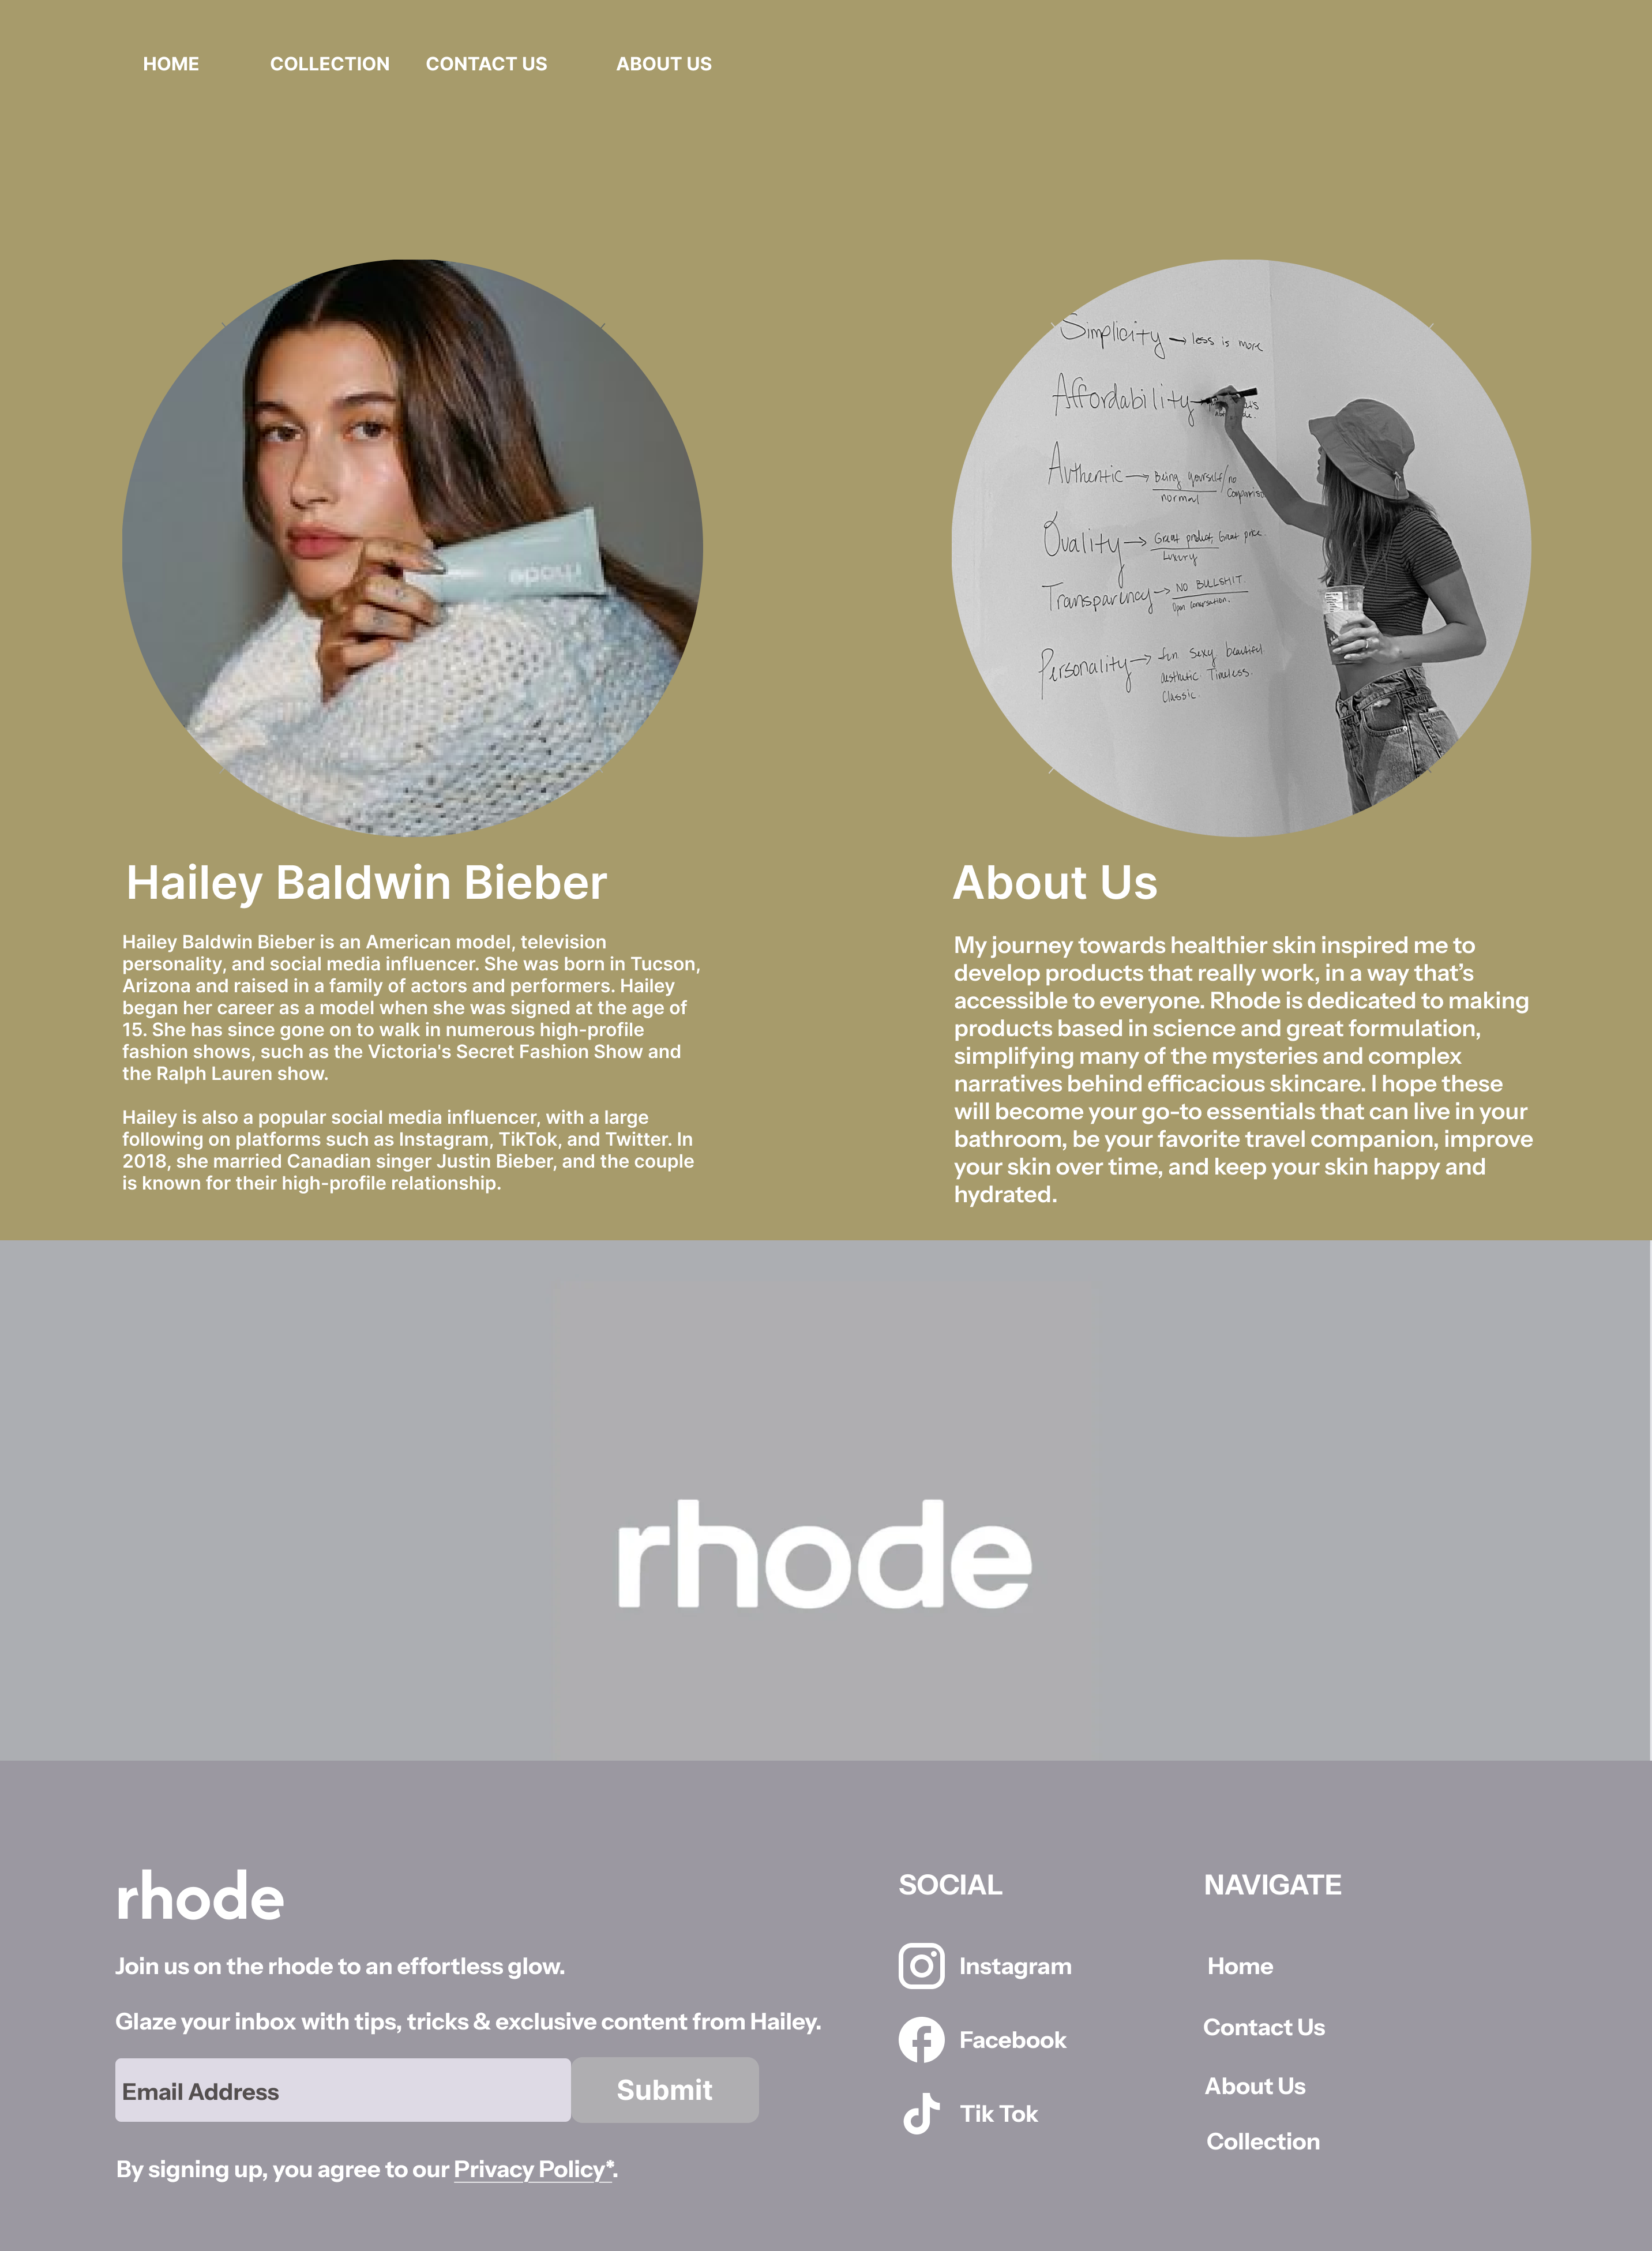 HOME COLLECTION CONTACT US ABOUT US
rhode
Simplicity → less is more
Affordability
Authentic → Being yourself/no
normal
Quality → Great product, Great price.
Luxury
Transparency → NO BULLSHIT
Open conversation.
Personality → fun sexy beautiful
aesthetic. Timeless.
Classic.
Hailey Baldwin Bieber
Hailey Baldwin Bieber is an American model, television
personality, and social media influencer. She was born in Tucson,
Arizona and raised in a family of actors and performers. Hailey
began her career as a model when she was signed at the age of
15. She has since gone on to walk in numerous high-profile
fashion shows, such as the Victoria's Secret Fashion Show and
the Ralph Lauren show.
Hailey is also a popular social media influencer, with a large
following on platforms such as Instagram, TikTok, and Twitter. In
2018, she married Canadian singer Justin Bieber, and the couple
is known for their high-profile relationship.
About Us
My journey towards healthier skin inspired me to
develop products that really work, in a way that’s
accessible to everyone. Rhode is dedicated to making
products based in science and great formulation,
simplifying many of the mysteries and complex
narratives behind efficacious skincare. I hope these
will become your go-to essentials that can live in your
bathroom, be your favorite travel companion, improve
your skin over time, and keep your skin happy and
hydrated.
rhode
rhode
Join us on the rhode to an effortless glow.
Glaze your inbox with tips, tricks & exclusive content from Hailey.
Email Address
Submit
By signing up, you agree to our Privacy Policy*.
SOCIAL
Instagram
Facebook
Tik Tok
NAVIGATE
Home
Contact Us
About Us
Collection